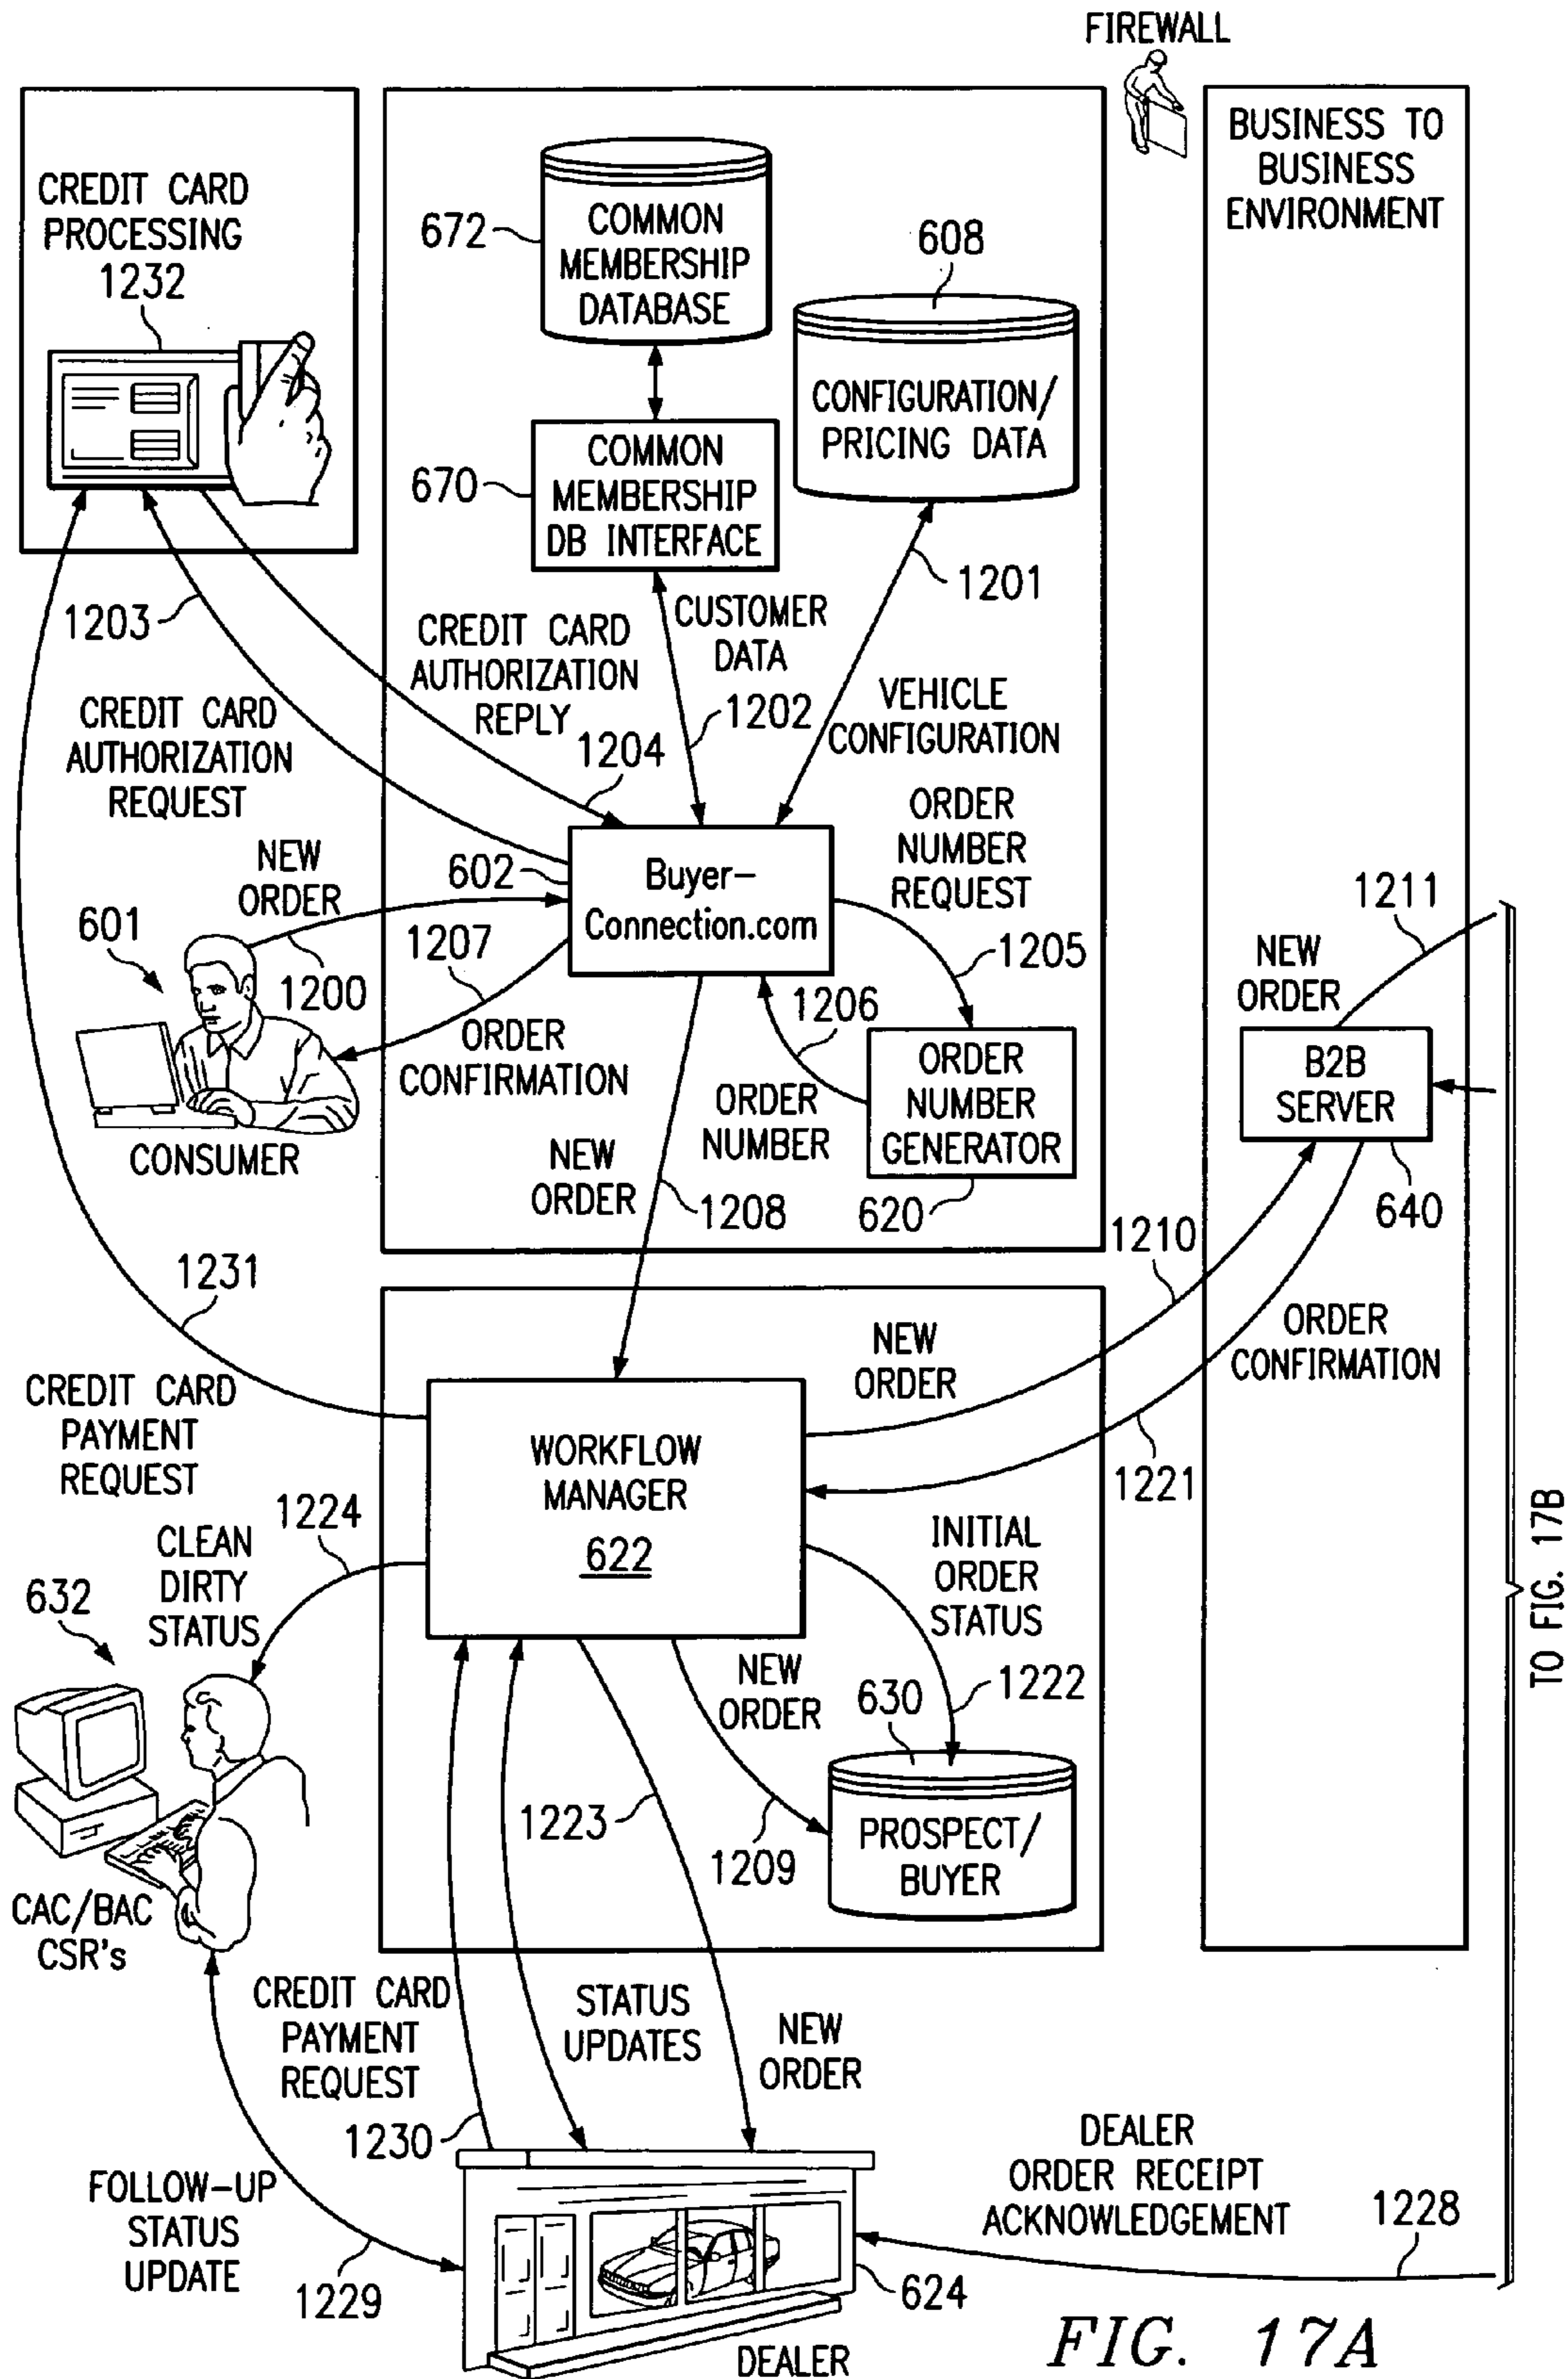 FIREWALL
CREDIT CARD
PROCESSING
1232
672
COMMON
MEMBERSHIP
DATABASE
608
CONFIGURATION/
PRICING DATA
BUSINESS TO
BUSINESS
ENVIRONMENT
670
COMMON
MEMBERSHIP
DB INTERFACE
1201
1203
CREDIT CARD
AUTHORIZATION
REPLY
CUSTOMER
DATA
1202
1204
VEHICLE
CONFIGURATION
CREDIT CARD
AUTHORIZATION
REQUEST
ORDER
NUMBER
REQUEST
NEW
ORDER
602
Buyer-
Connection.com
601
1200
1207
1205
1206
1211
NEW
ORDER
ORDER
CONFIRMATION
ORDER
NUMBER
ORDER
NUMBER
GENERATOR
620
B2B
SERVER
640
CONSUMER
NEW
ORDER
1208
1210
1231
NEW
ORDER
ORDER
CONFIRMATION
CREDIT CARD
PAYMENT
REQUEST
WORKFLOW
MANAGER
622
1221
1224
CLEAN
DIRTY
STATUS
632
INITIAL
ORDER
STATUS
TO FIG. 17B
NEW
ORDER
630
1222
1223
1209
PROSPECT/
BUYER
CAC/BAC
CSR's
CREDIT CARD
PAYMENT
REQUEST
1230
STATUS
UPDATES
NEW
ORDER
FOLLOW-UP
STATUS
UPDATE
1229
DEALER
ORDER RECEIPT
ACKNOWLEDGEMENT
1228
624
DEALER
FIG. 17A